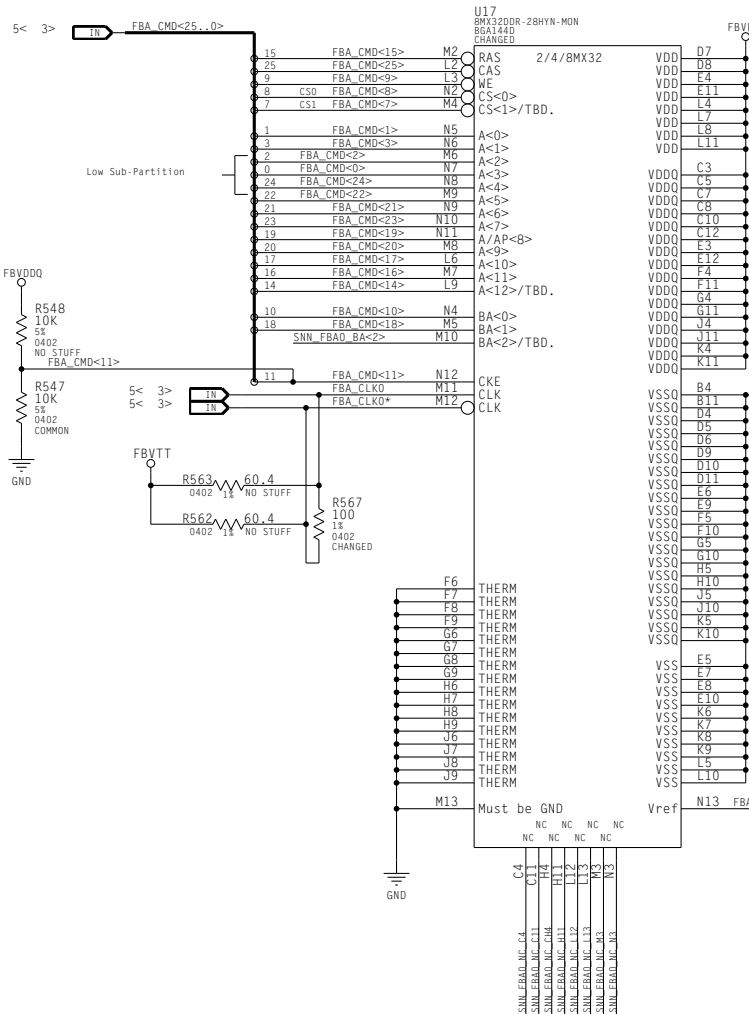 U17
8MX32DDR-28HYN-MON
BGA144D
CHANGED
5< 3> IN FBA_CMD<25..0>
2/4/8MX32
15 FBA_CMD<15> M2 RAS
25 FBA_CMD<25> L2 CAS
9 FBA_CMD<9> L3 WE
8 CS0 FBA_CMD<8> N2 CS<0>
7 CS1 FBA_CMD<7> M4 CS<1>/TBD.
1 FBA_CMD<1> N5 A<0>
3 FBA_CMD<3> N6 A<1>
2 FBA_CMD<2> M6 A<2>
0 FBA_CMD<0> N7 A<3>
24 FBA_CMD<24> N8 A<4>
22 FBA_CMD<22> M9 A<5>
21 FBA_CMD<21> N9 A<6>
23 FBA_CMD<23> N10 A<7>
19 FBA_CMD<19> N11 A/AP<8>
20 FBA_CMD<20> M8 A<9>
17 FBA_CMD<17> L6 A<10>
16 FBA_CMD<16> M7 A<11>
14 FBA_CMD<14> L9 A<12>/TBD.
Low Sub-Partition
10 FBA_CMD<10> N4 BA<0>
18 FBA_CMD<18> M5 BA<1>
SNN_FBA0_BA<2> M10 BA<2>/TBD.
11 FBA_CMD<11> N12 CKE
5< 3> IN FBA_CLK0 M11 CLK
5< 3> IN FBA_CLK0* M12 CLK
FBVDDQ
R548
10K
5%
0402
NO STUFF
FBA_CMD<11>
R547
10K
5%
0402
COMMON
GND
FBVTT
R563 60.4
0402 1% NO STUFF
R562 60.4
0402 1% NO STUFF
R567
100
1%
0402
CHANGED
F6 THERM
F7 THERM
F8 THERM
F9 THERM
G6 THERM
G7 THERM
G8 THERM
G9 THERM
H6 THERM
H7 THERM
H8 THERM
H9 THERM
J6 THERM
J7 THERM
J8 THERM
J9 THERM
M13 Must be GND
GND
VDD D7
VDD D8
VDD E4
VDD E11
VDD L4
VDD L7
VDD L8
VDD L11
VDDQ C3
VDDQ C5
VDDQ C7
VDDQ C8
VDDQ C10
VDDQ C12
VDDQ E3
VDDQ E12
VDDQ F4
VDDQ F11
VDDQ G4
VDDQ G11
VDDQ J4
VDDQ J11
VDDQ K4
VDDQ K11
VSSQ B4
VSSQ B11
VSSQ D4
VSSQ D5
VSSQ D6
VSSQ D9
VSSQ D10
VSSQ D11
VSSQ E6
VSSQ E9
VSSQ F5
VSSQ F10
VSSQ G5
VSSQ G10
VSSQ H5
VSSQ H10
VSSQ J5
VSSQ J10
VSSQ K5
VSSQ K10
VSS E5
VSS E7
VSS E8
VSS E10
VSS K6
VSS K7
VSS K8
VSS K9
VSS L5
VSS L10
Vref N13 FBA
NC NC NC NC
NC NC NC NC
C4
C11
H4
H11
L12
L13
M3
N3
SNN_FBA0_NC_C4
SNN_FBA0_NC_C11
SNN_FBA0_NC_CH4
SNN_FBA0_NC_H11
SNN_FBA0_NC_L12
SNN_FBA0_NC_L13
SNN_FBA0_NC_M3
SNN_FBA0_NC_N3